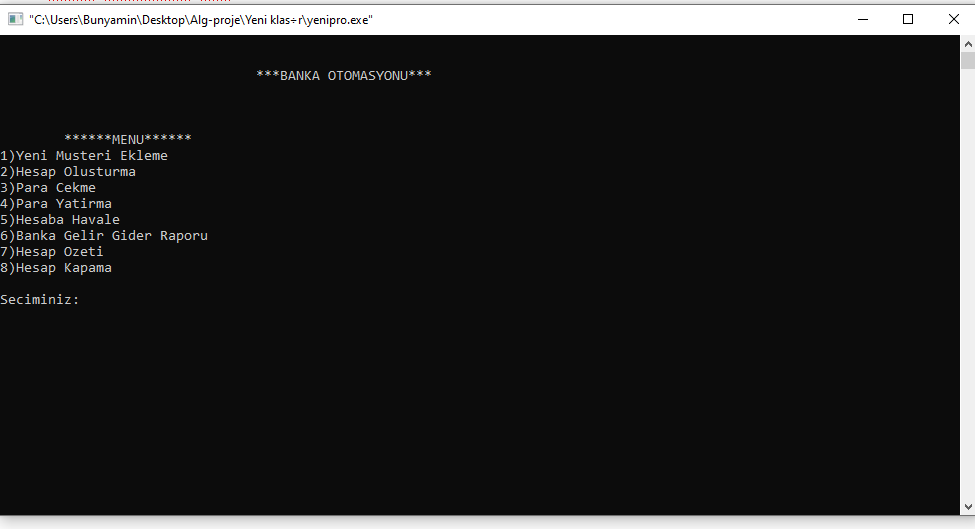 "C:\Users\Bunyamin\Desktop\Alg-proje\Yeni klas÷r\yenipro.exe"
***BANKA OTOMASYONU***
******MENU******
1)Yeni Musteri Ekleme
2)Hesap Olusturma
3)Para Cekme
4)Para Yatirma
5)Hesaba Havale
6)Banka Gelir Gider Raporu
7)Hesap Ozeti
8)Hesap Kapama
Seciminiz: